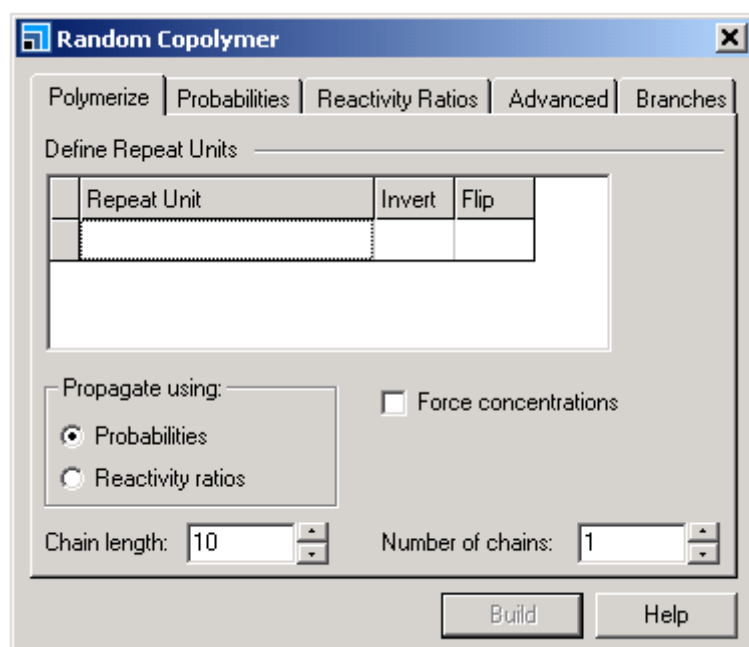 Random Copolymer
Polymerize Probabilities Reactivity Ratios Advanced Branches
Define Repeat Units
Repeat Unit Invert Flip
Propagate using:
Force concentrations
Probabilities
Reactivity ratios
Chain length: 10 Number of chains: 1
Build Help